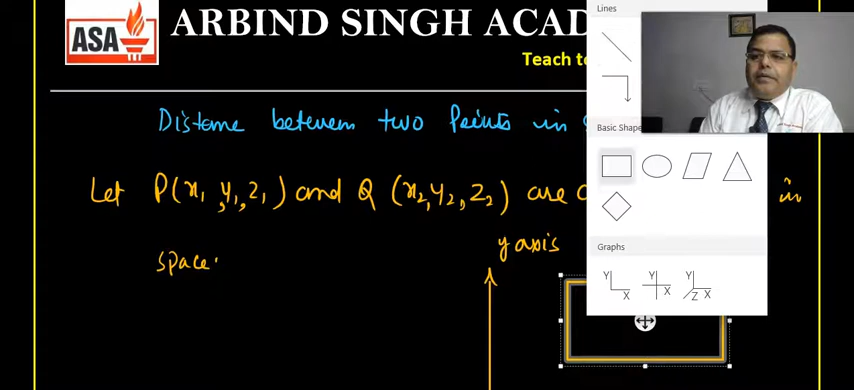 ARBIND SINGH ACAD
ASA
Teach to
Lines
Distance between two Points in
Basic Shape
Let P(x₁, y₁, z₁) and Q (x₂, y₂, z₂) are in
space.
y axis
Graphs
Y X Y X Y Z X